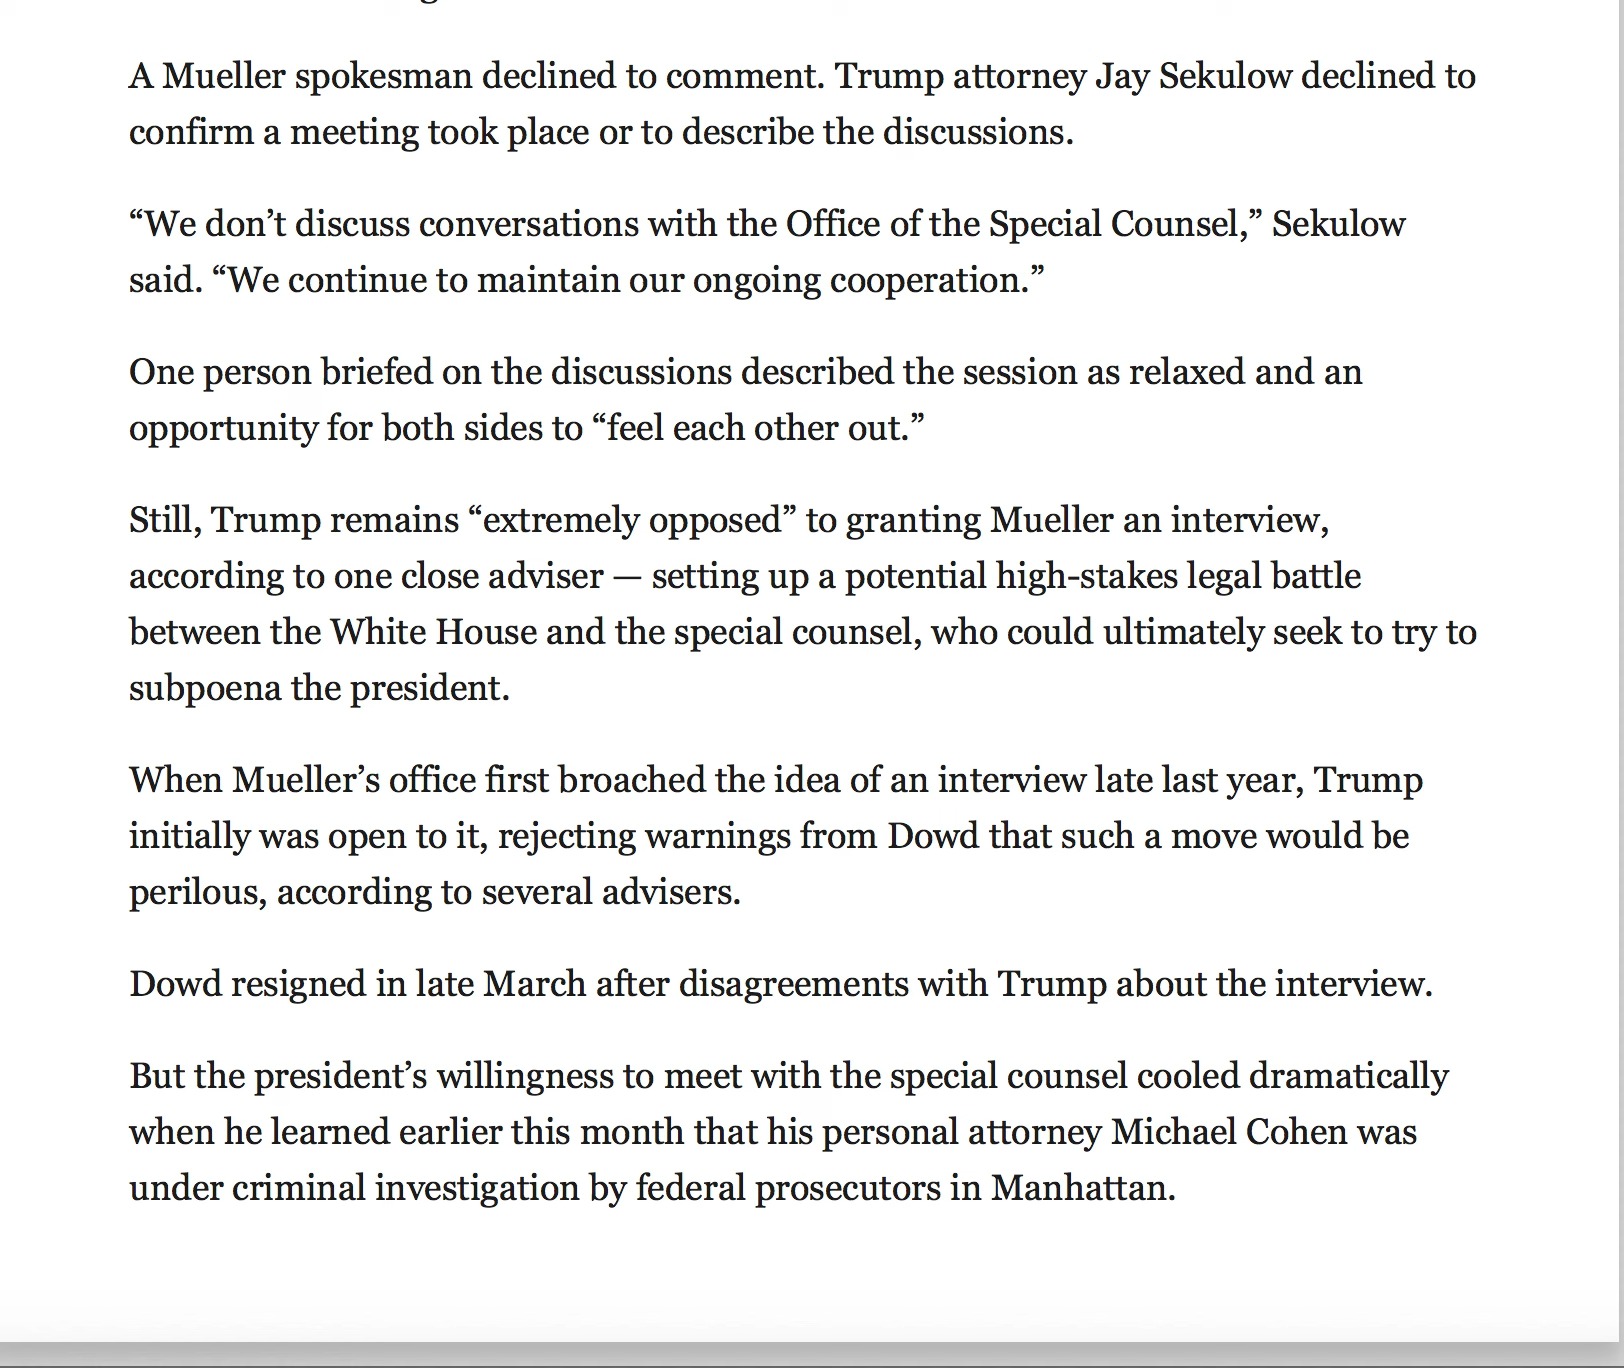 A Mueller spokesman declined to comment. Trump attorney Jay Sekulow declined to
confirm a meeting took place or to describe the discussions.
“We don’t discuss conversations with the Office of the Special Counsel,” Sekulow
said. “We continue to maintain our ongoing cooperation.”
One person briefed on the discussions described the session as relaxed and an
opportunity for both sides to “feel each other out.”
Still, Trump remains “extremely opposed” to granting Mueller an interview,
according to one close adviser — setting up a potential high-stakes legal battle
between the White House and the special counsel, who could ultimately seek to try to
subpoena the president.
When Mueller’s office first broached the idea of an interview late last year, Trump
initially was open to it, rejecting warnings from Dowd that such a move would be
perilous, according to several advisers.
Dowd resigned in late March after disagreements with Trump about the interview.
But the president’s willingness to meet with the special counsel cooled dramatically
when he learned earlier this month that his personal attorney Michael Cohen was
under criminal investigation by federal prosecutors in Manhattan.